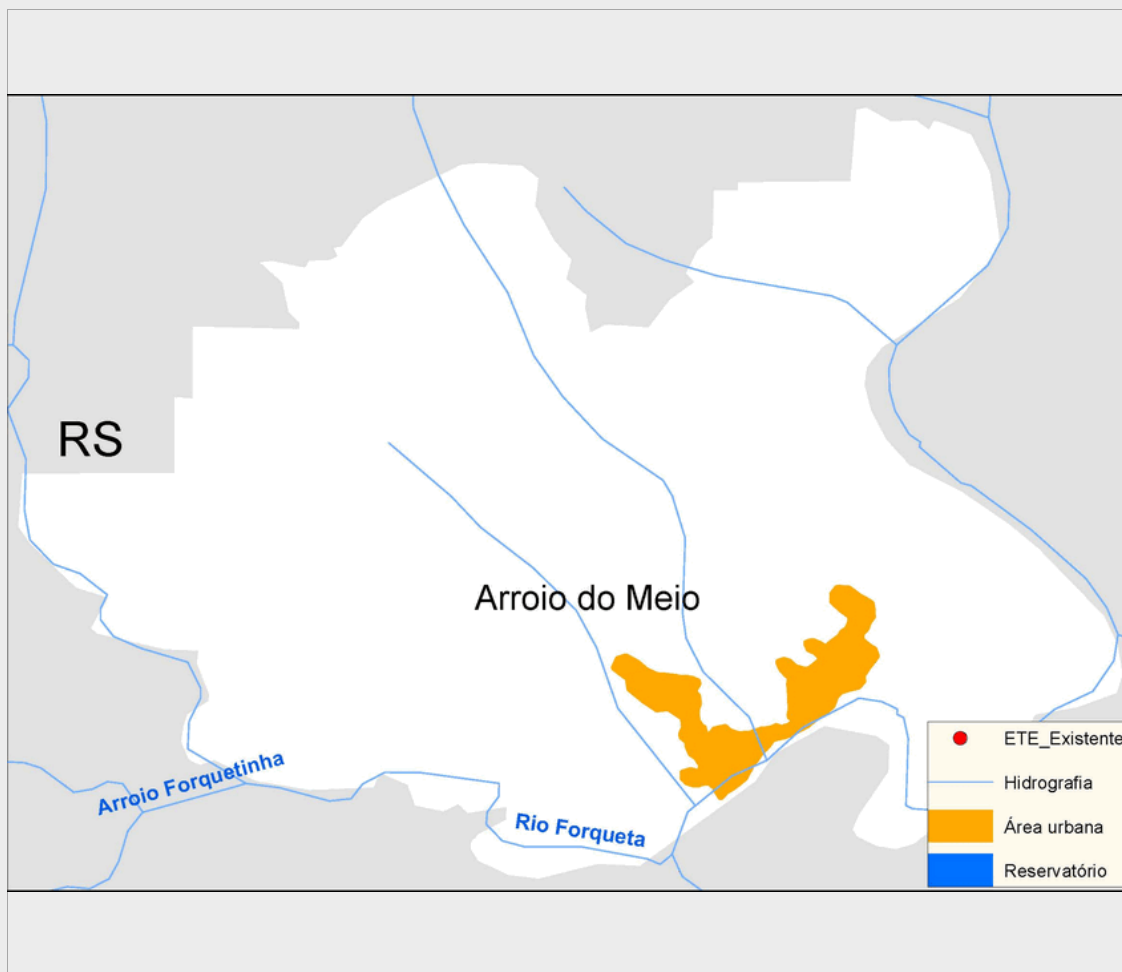 RS
Arroio do Meio
Arroio Forquetinha
Rio Forqueta
ETE_Existente
Hidrografia
Área urbana
Reservatório